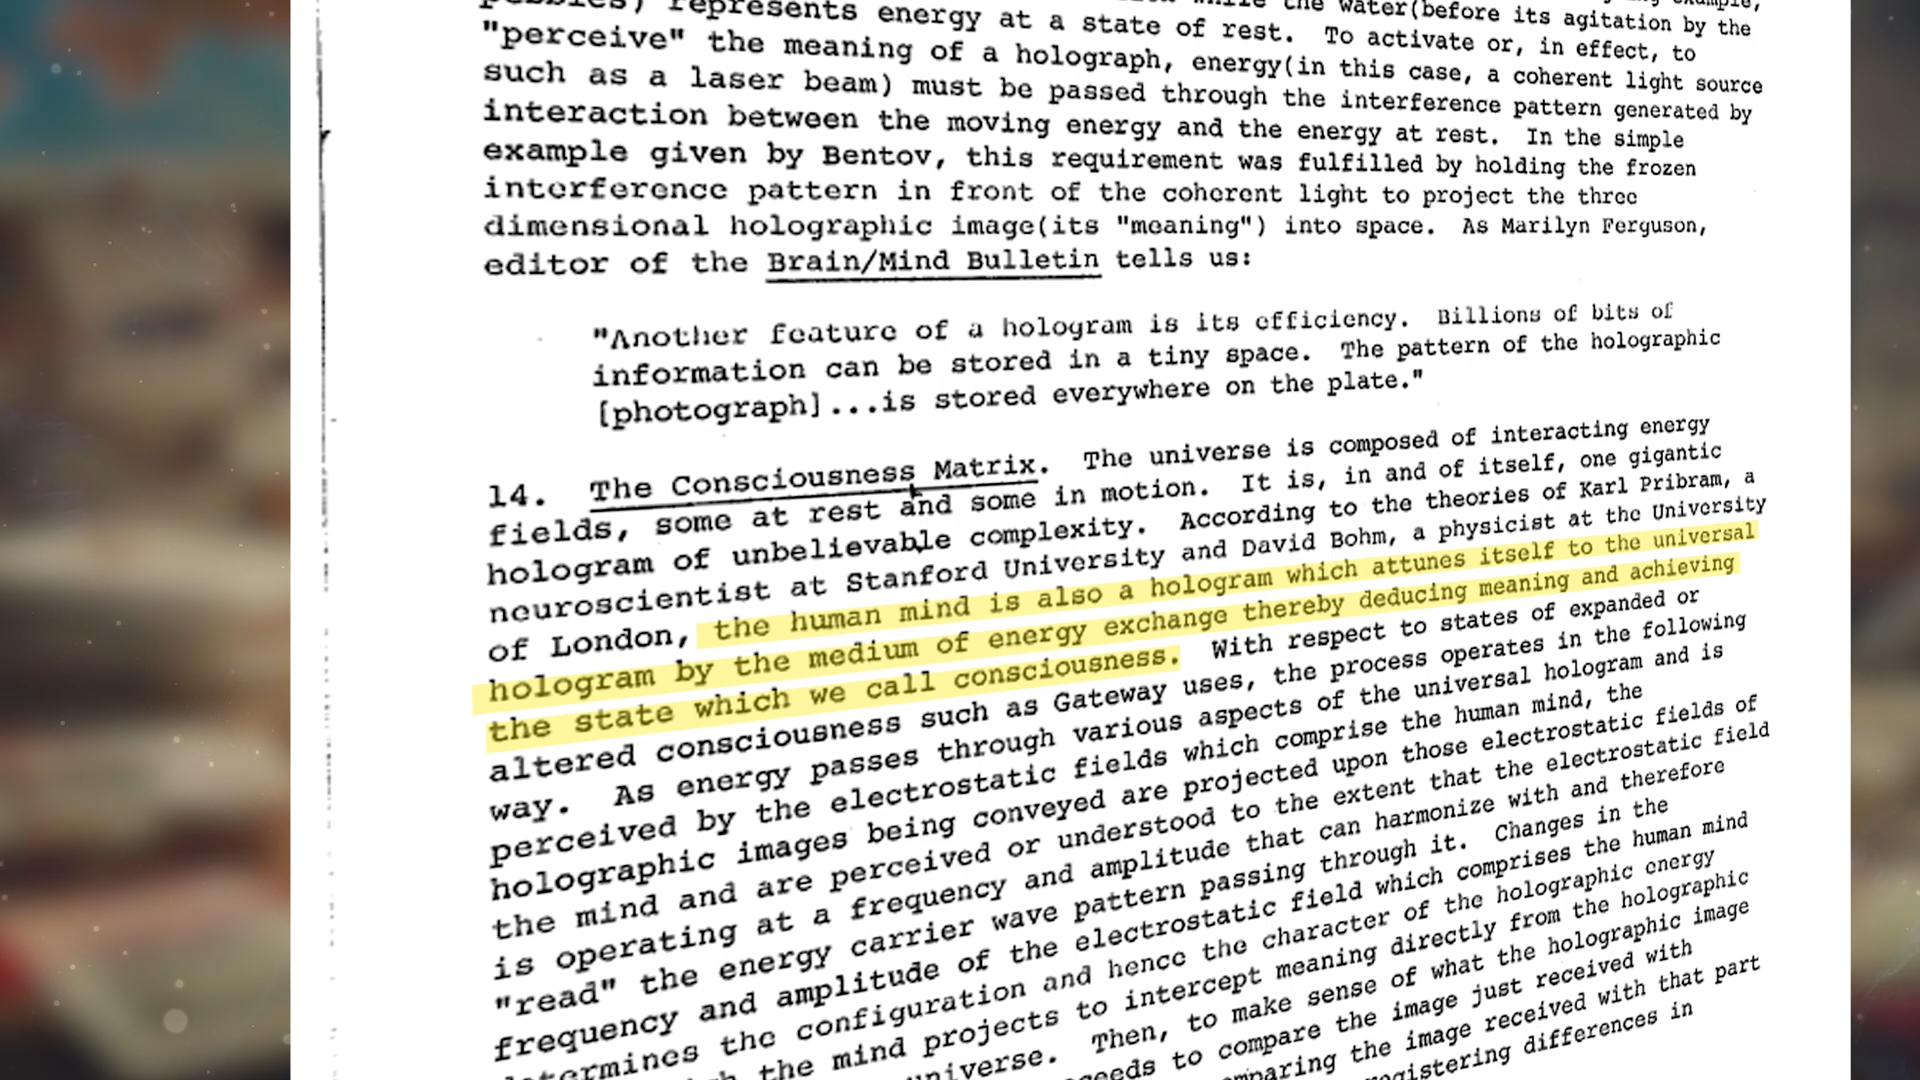 represents energy at a state of rest. To activate or, in effect, to
the water(before its agitation by the
"perceive" the meaning of a holograph, energy(in this case, a coherent light source
such as a laser beam) must be passed through the interference pattern generated by
interaction between the moving energy and the energy at rest. In the simple
example given by Bentov, this requirement was fulfilled by holding the frozen
interference pattern in front of the coherent light to project the three
dimensional holographic image(its "meaning") into space. As Marilyn Ferguson,
editor of the Brain/Mind Bulletin tells us:
"Another feature of a hologram is its efficiency. Billions of bits of
information can be stored in a tiny space. The pattern of the holographic
[photograph]...is stored everywhere on the plate."
14. The Consciousness Matrix. The universe is composed of interacting energy
fields, some at rest and some in motion. It is, in and of itself, one gigantic
hologram of unbelievable complexity. According to the theories of Karl Pribram, a
neuroscientist at Stanford University and David Bohm, a physicist at the University
of London, the human mind is also a hologram which attunes itself to the universal
hologram by the medium of energy exchange thereby deducing meaning and achieving
the state which we call consciousness. With respect to states of expanded or
altered consciousness such as Gateway uses, the process operates in the following
way. As energy passes through various aspects of the universal hologram and is
perceived by the electrostatic fields which comprise the human mind, the
holographic images being conveyed are projected upon those electrostatic fields of
the mind and are perceived or understood to the extent that the electrostatic field
is operating at a frequency and amplitude that can harmonize with and therefore
"read" the energy carrier wave pattern passing through it. Changes in the
frequency and amplitude of the electrostatic field which comprises the human mind
determines the configuration and hence the character of the holographic energy
the mind projects to intercept meaning directly from the holographic
universe. Then, to make sense of what the holographic image
to compare the image just received with
the image received with that part
differences in